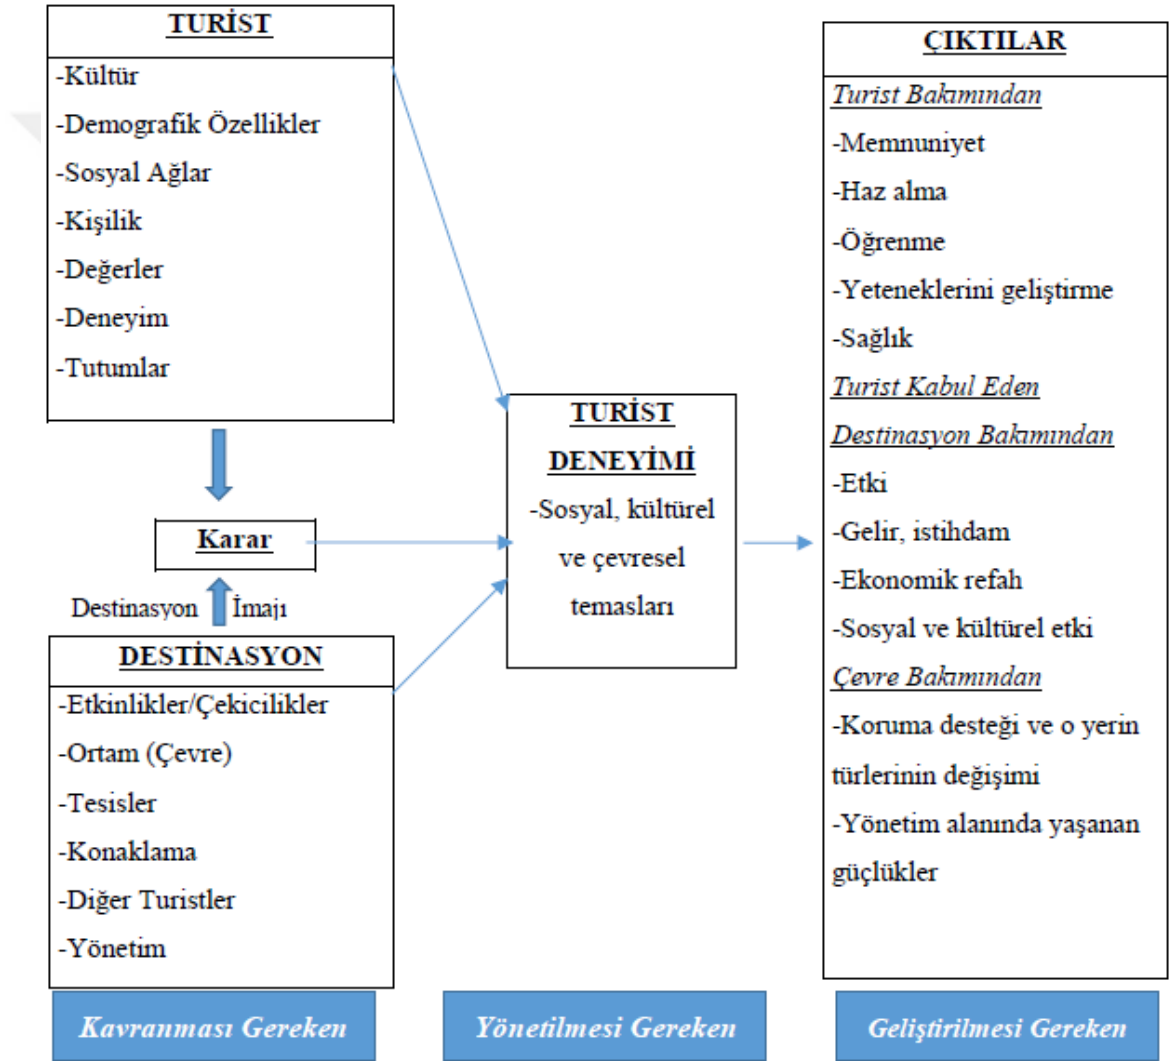 TURİST
-Kültür
-Demografik Özellikler
-Sosyal Ağlar
-Kişilik
-Değerler
-Deneyim
-Tutumlar
Karar
Destinasyon İmajı
DESTİNASYON
-Etkinlikler/Çekicilikler
-Ortam (Çevre)
-Tesisler
-Konaklama
-Diğer Turistler
-Yönetim
Kavranması Gereken
TURİST
DENEYİMİ
-Sosyal, kültürel
ve çevresel
temasları
Yönetilmesi Gereken
ÇIKTILAR
Turist Bakımından
-Memnuniyet
-Haz alma
-Öğrenme
-Yeteneklerini geliştirme
-Sağlık
Turist Kabul Eden
Destinasyon Bakımından
-Etki
-Gelir, istihdam
-Ekonomik refah
-Sosyal ve kültürel etki
Çevre Bakımından
-Koruma desteği ve o yerin
türlerinin değişimi
-Yönetim alanında yaşanan
güçlükler
Geliştirilmesi Gereken